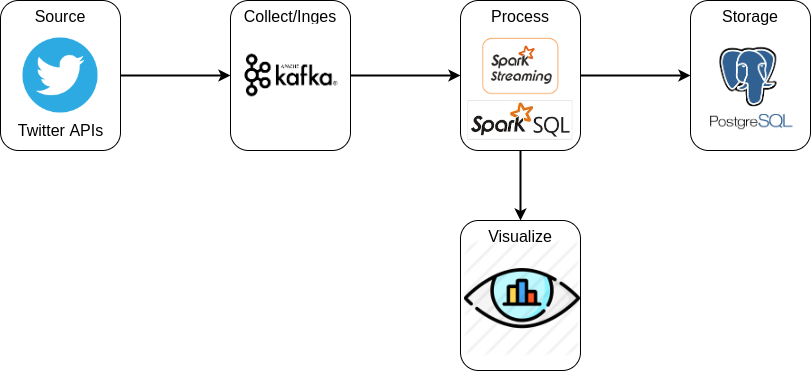 Source
Twitter APIs
Collect/Inges
APACHE
kafka®
Process
Spark
Streaming
Spark SQL
Storage
PostgreSQL
Visualize